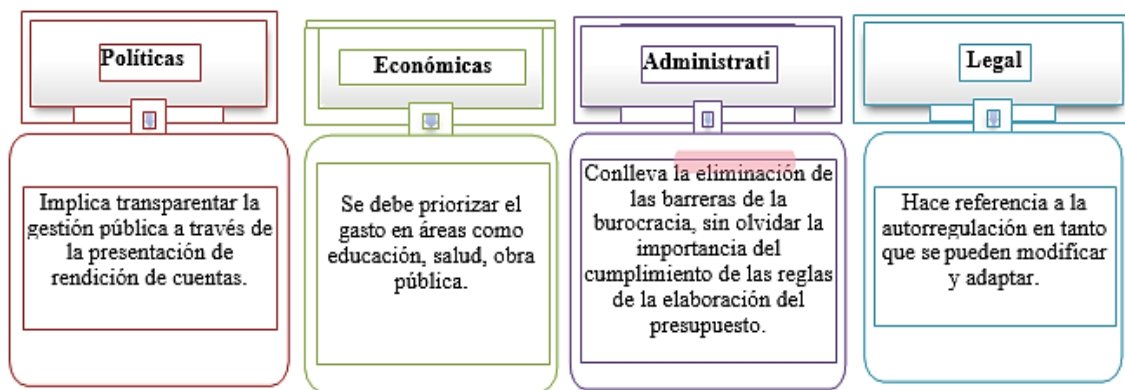 Políticas
Implica transparentar la
gestión pública a través de
la presentación de
rendición de cuentas.
Económicas
Se debe priorizar el
gasto en áreas como
educación, salud, obra
pública.
Administrati
Conlleva la eliminación de
las barreras de la
burocracia, sin olvidar la
importancia del
cumplimiento de las reglas
de la elaboración del
presupuesto.
Legal
Hace referencia a la
autorregulación en tanto
que se pueden modificar
y adaptar.